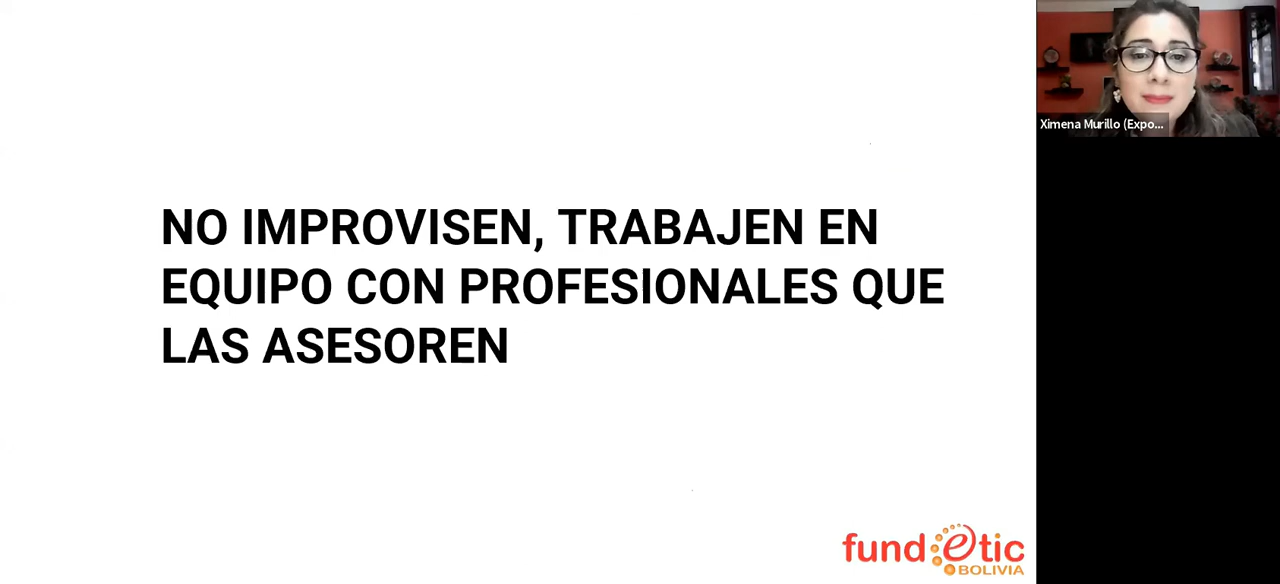 NO IMPROVISEN, TRABAJEN EN
EQUIPO CON PROFESIONALES QUE
LAS ASESOREN
Ximena Murillo (Expo...
fundetic
BOLIVIA